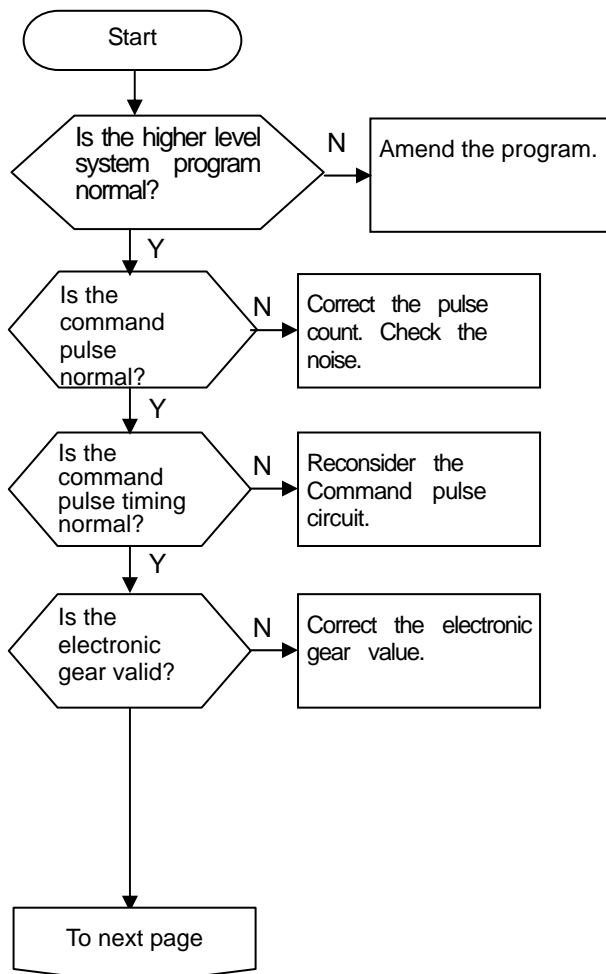 Start
Is the higher level
system program
normal?
N
Amend the program.
Y
Is the
command
pulse
normal?
N
Correct the pulse
count. Check the
noise.
Y
Is the
command
pulse timing
normal?
N
Reconsider the
Command pulse
circuit.
Y
Is the
electronic
gear valid?
N
Correct the electronic
gear value.
To next page